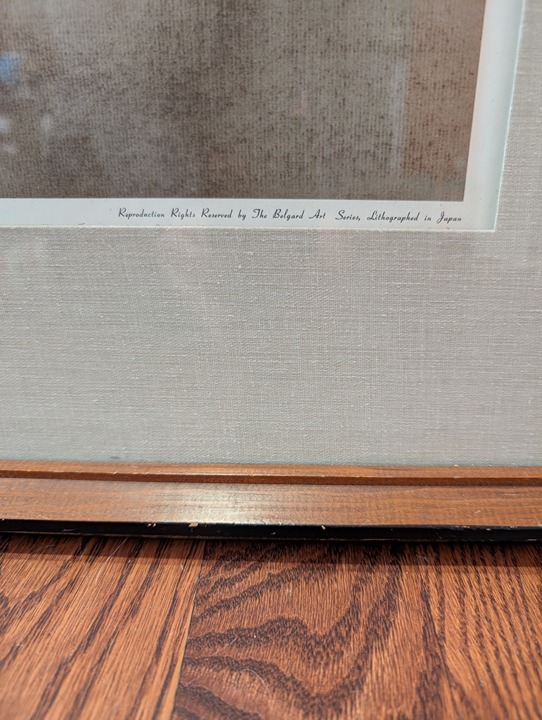 Reproduction Rights Reserved by The Belgard Art Series, Lithographed in Japan